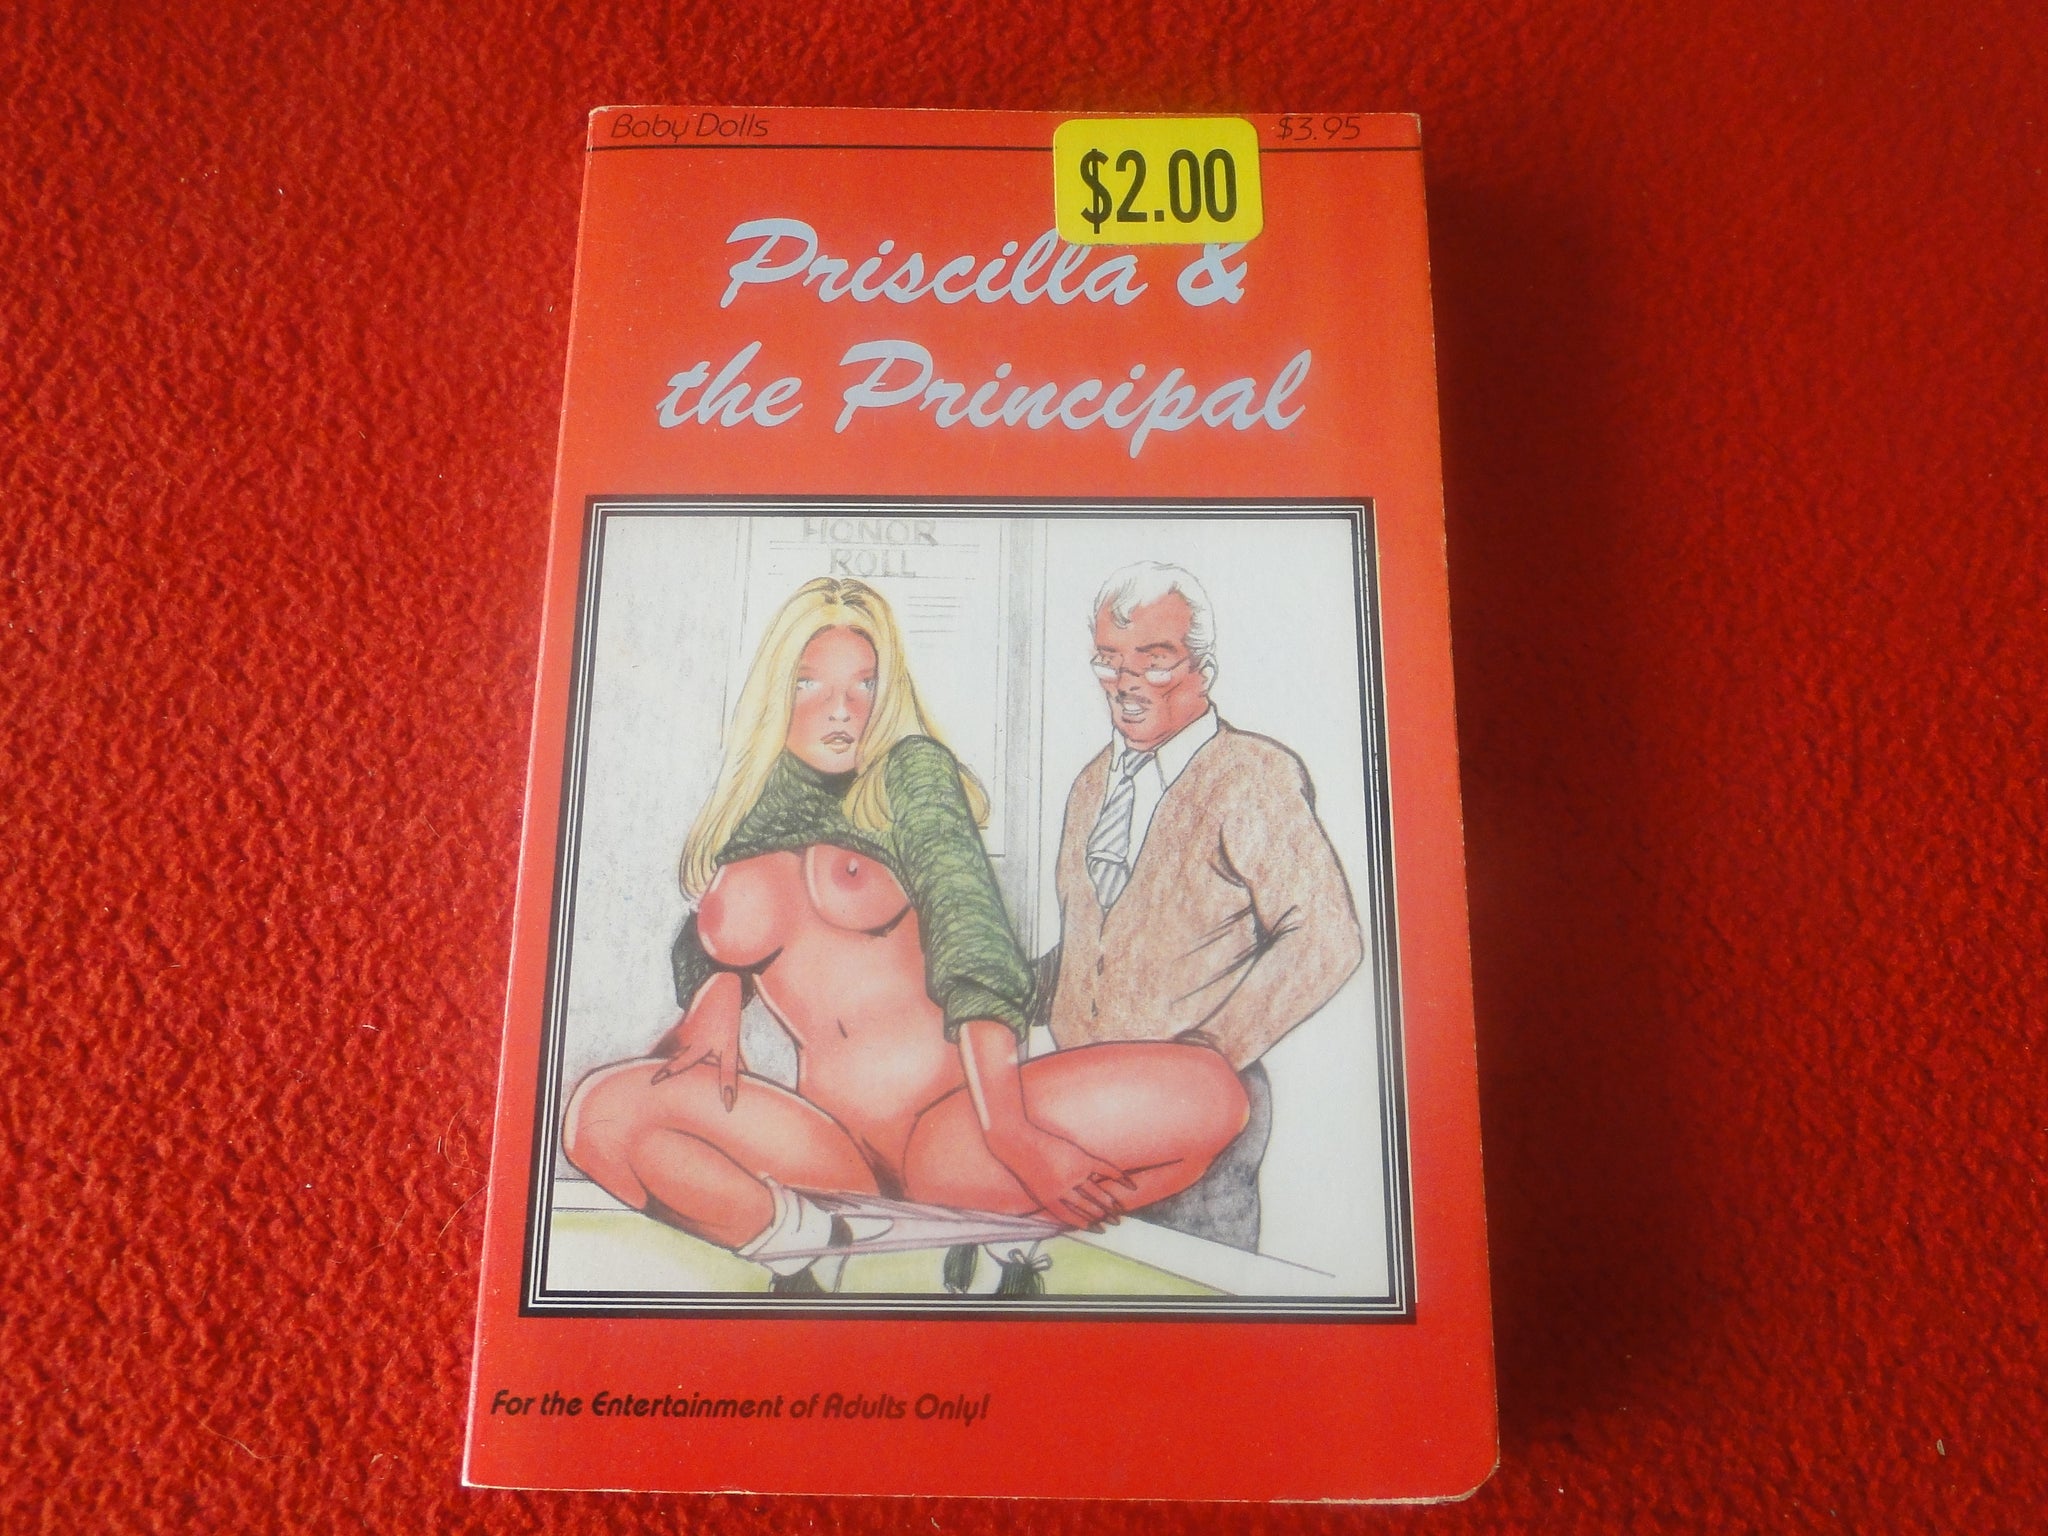 Baby Dolls
$3.95
$2.00
Priscilla &
the Principal
HONOR
ROLL
For the Entertainment of Adults Only!